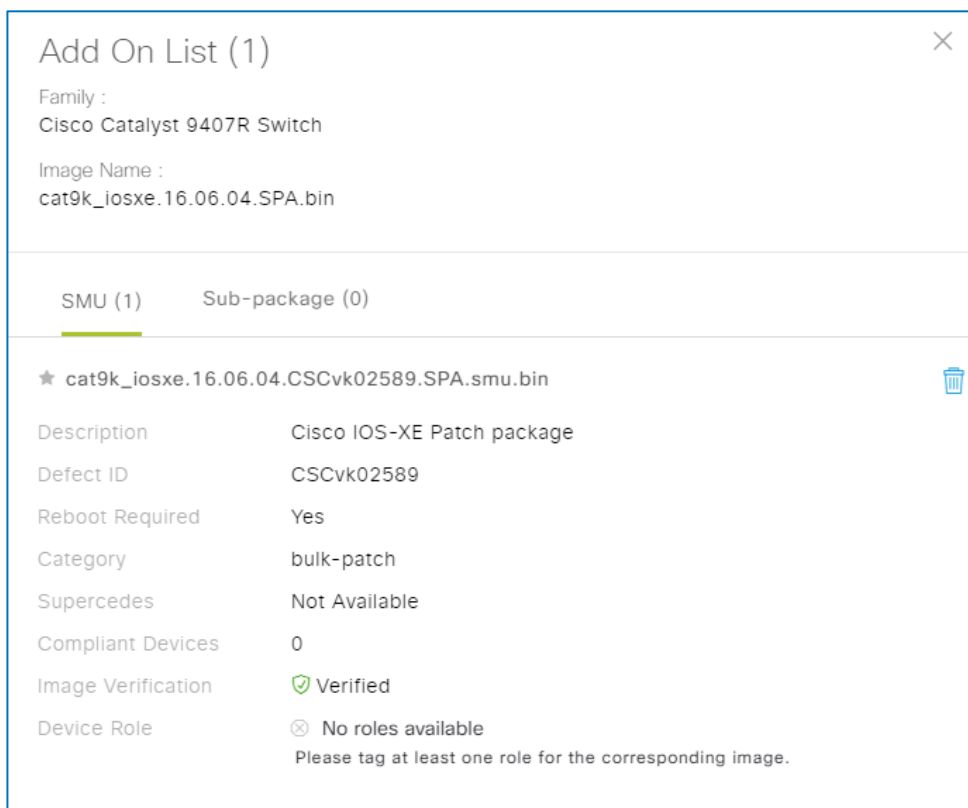 Add On List (1)
Family :
Cisco Catalyst 9407R Switch
Image Name :
cat9k_iosxe.16.06.04.SPA.bin
SMU (1) Sub-package (0)
cat9k_iosxe.16.06.04.CSCvk02589.SPA.smu.bin
Description Cisco IOS-XE Patch package
Defect ID CSCvk02589
Reboot Required Yes
Category bulk-patch
Supercedes Not Available
Compliant Devices 0
Image Verification Verified
Device Role No roles available
Please tag at least one role for the corresponding image.